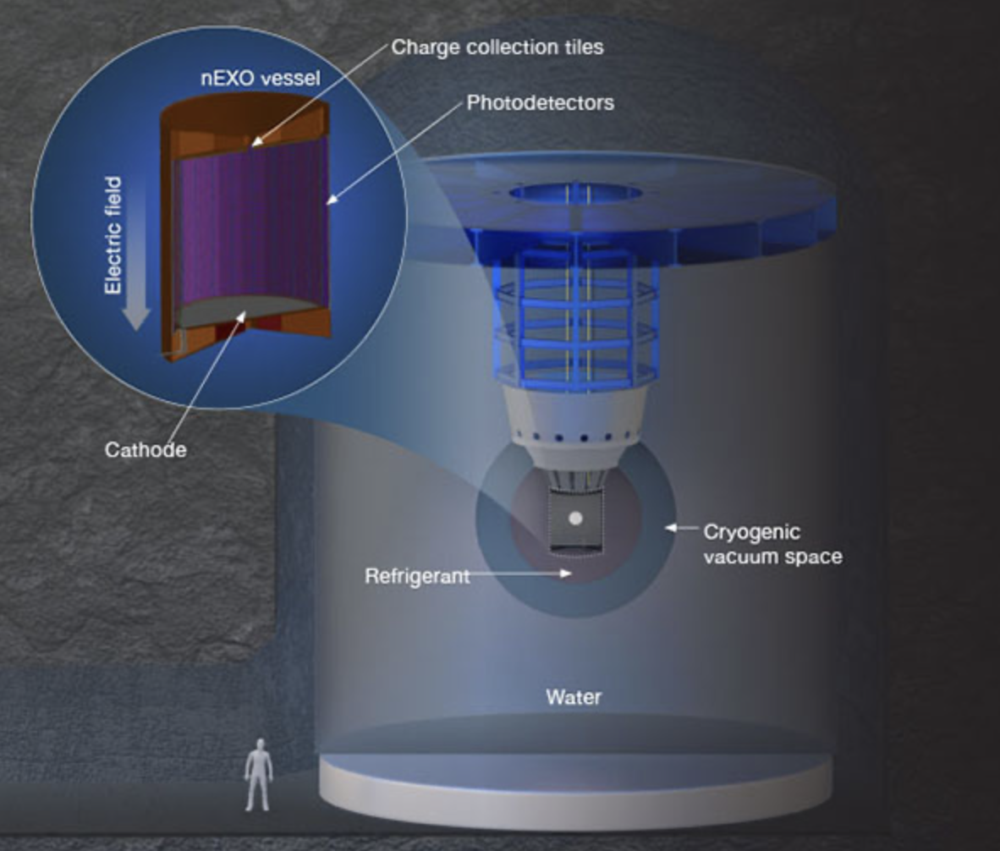 Charge collection tiles
nEXO vessel
Photodetectors
Electric field
Cathode
Cryogenic
vacuum space
Refrigerant
Water